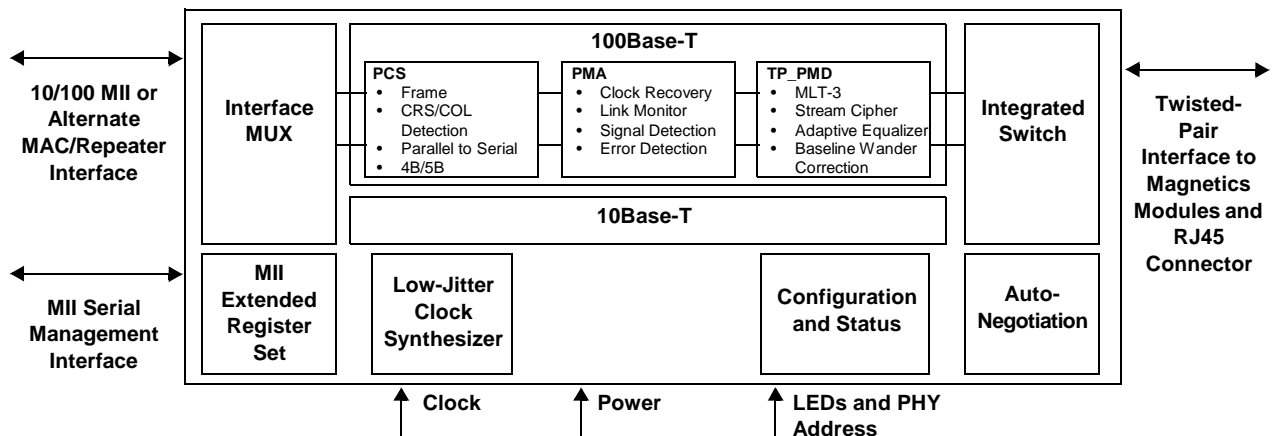 100Base-T
10/100 MII or
Alternate
MAC/Repeater
Interface
Interface
MUX
PCS
• Frame
• CRS/COL
Detection
• Parallel to Serial
• 4B/5B
PMA
• Clock Recovery
• Link Monitor
• Signal Detection
• Error Detection
TP_PMD
• MLT-3
• Stream Cipher
• Adaptive Equalizer
• Baseline Wander
Correction
Integrated
Switch
Twisted-
Pair
Interface to
Magnetics
Modules and
RJ45
Connector
10Base-T
MII Serial
Management
Interface
MII
Extended
Register
Set
Low-Jitter
Clock
Synthesizer
Configuration
and Status
Auto-
Negotiation
Clock
Power
LEDs and PHY
Address